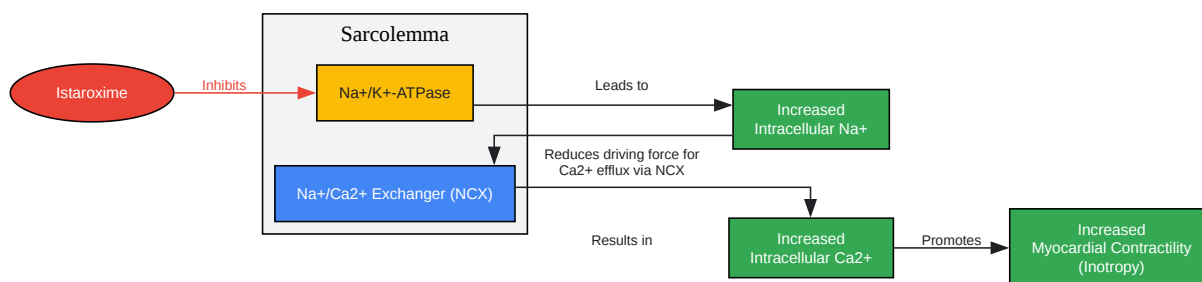 Sarcolemma
Istaroxime
Inhibits
Na+/K+-ATPase
Leads to
Increased
Intracellular Na+
Reduces driving force for
Ca2+ efflux via NCX
Na+/Ca2+ Exchanger (NCX)
Results in
Increased
Intracellular Ca2+
Promotes
Increased
Myocardial Contractility
(Inotropy)